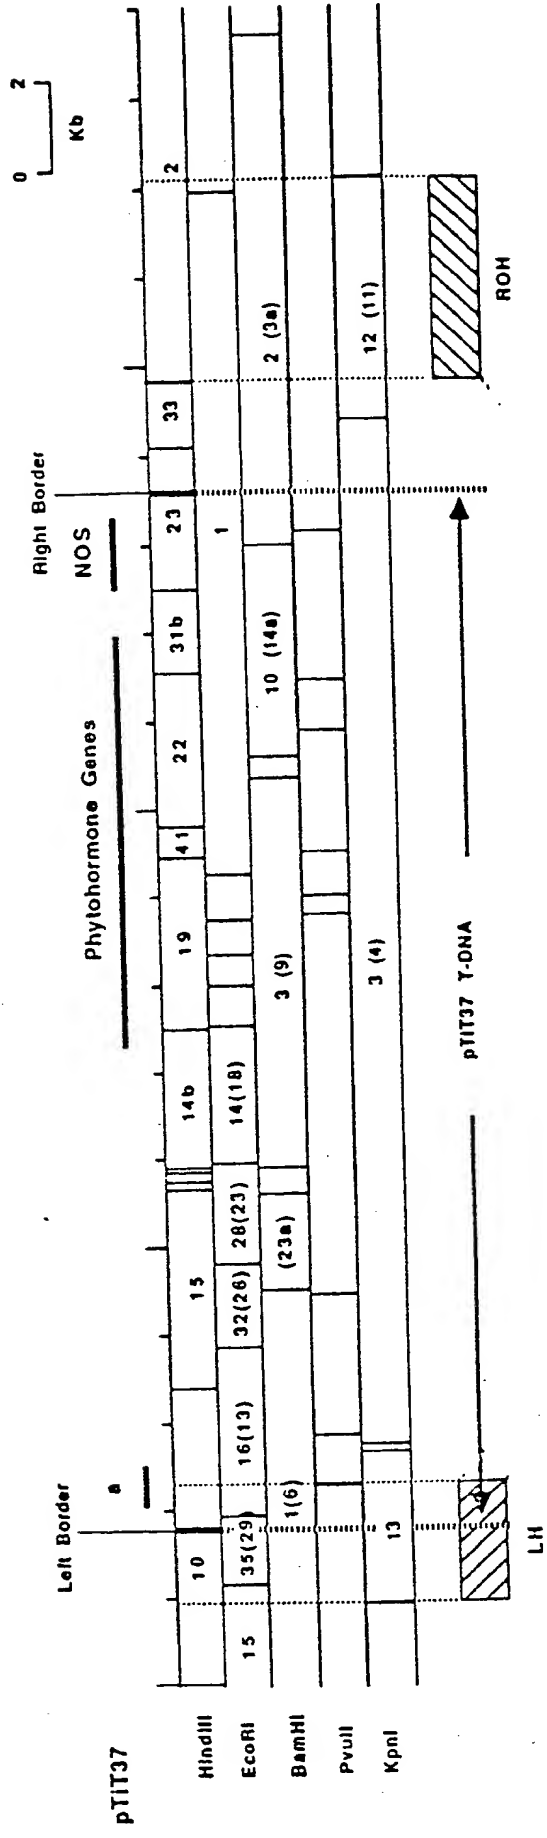 pTiT37
0 2
Kb
Left Border
a
Phytohormone Genes
NOS
Right Border
HindIII 10 15 14b 19 41 22 31b 23 33 2
EcoRI 15 35(29) 16(13) 32(26) 28(23) 14(18) 1
BamHI 1(6) (23a) 3 (9) 10 (14a) 2 (3a)
PvuII
KpnI 13 3 (4) 12 (11)
pTiT37 T-DNA
LH
ROH